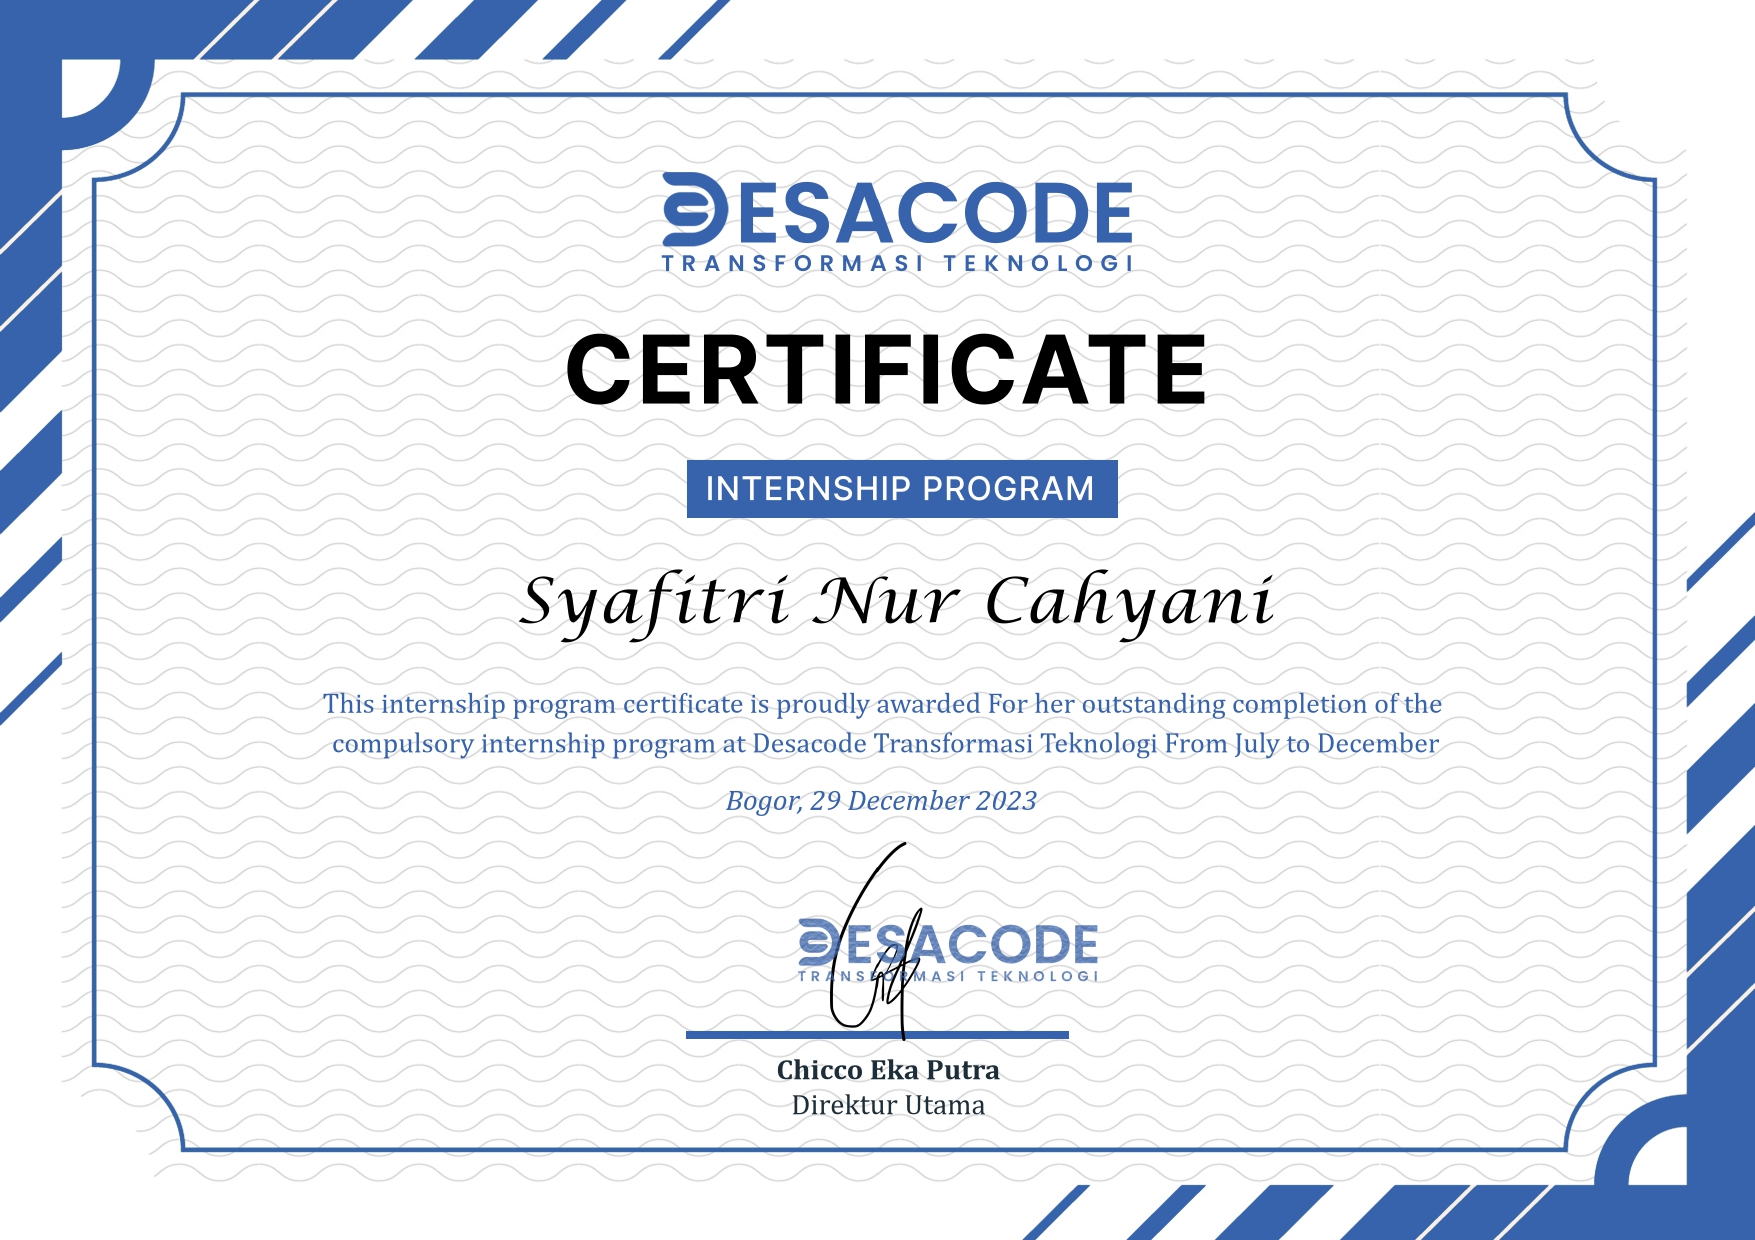 DESACODE
TRANSFORMASI TEKNOLOGI
CERTIFICATE
INTERNSHIP PROGRAM
Syafitri Nur Cahyani
This internship program certificate is proudly awarded For her outstanding completion of the
compulsory internship program at Desacode Transformasi Teknologi From July to December
Bogor, 29 December 2023
DESACODE
TRANSFORMASI TEKNOLOGI
Chicco Eka Putra
Direktur Utama